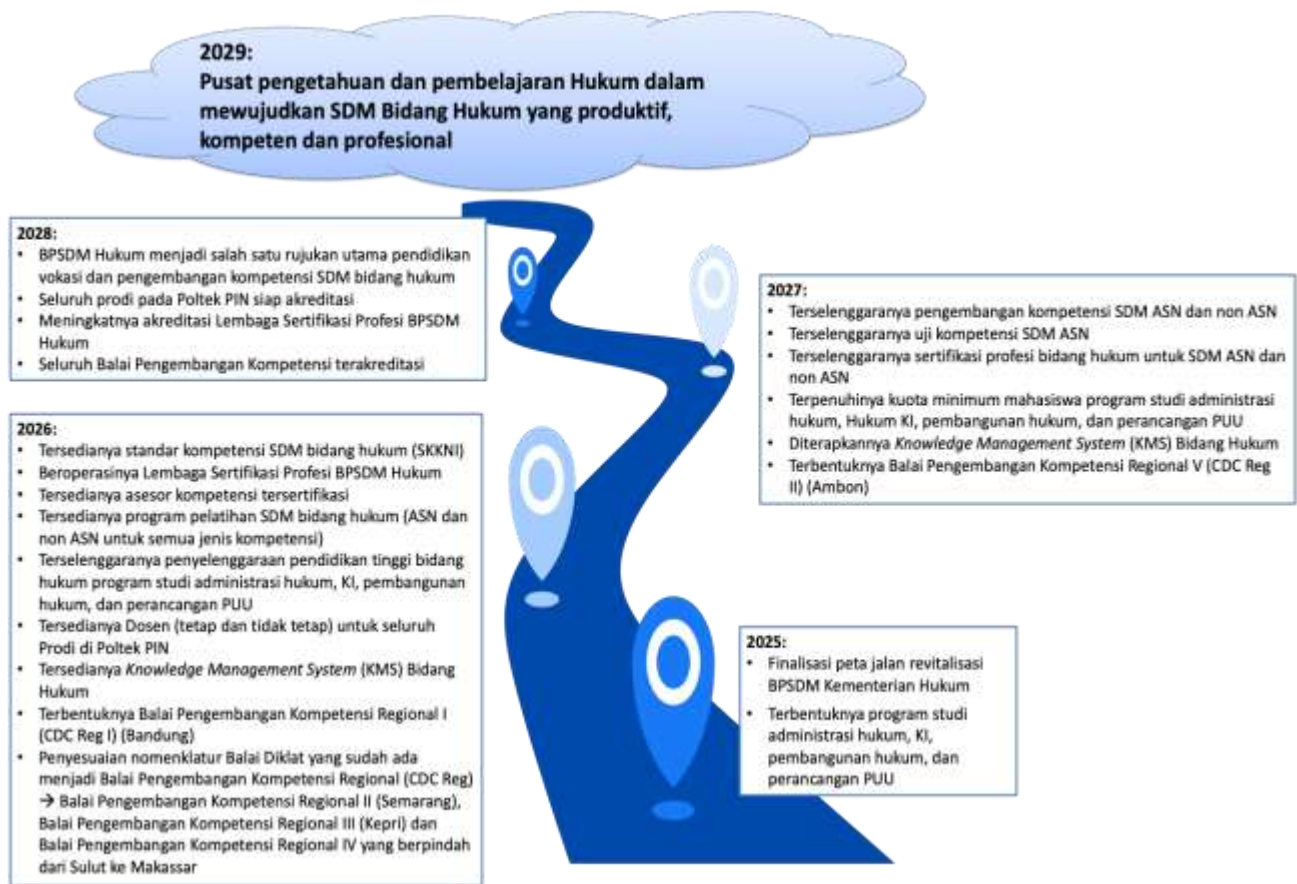 2029:
Pusat pengetahuan dan pembelajaran Hukum dalam
mewujudkan SDM Bidang Hukum yang produktif,
kompeten dan profesional
2028:
• BPSDM Hukum menjadi salah satu rujukan utama pendidikan
vokasi dan pengembangan kompetensi SDM bidang hukum
• Seluruh prodi pada Poltek PIN siap akreditasi
• Meningkatnya akreditasi Lembaga Sertifikasi Profesi BPSDM
Hukum
• Seluruh Balai Pengembangan Kompetensi terakreditasi
2027:
• Terselenggaranya pengembangan kompetensi SDM ASN dan non ASN
• Terselenggaranya uji kompetensi SDM ASN
• Terselenggaranya sertifikasi profesi bidang hukum untuk SDM ASN dan
non ASN
• Terpenuhinya kuota minimum mahasiswa program studi administrasi
hukum, Hukum KI, pembangunan hukum, dan perancangan PUU
• Diterapkannya Knowledge Management System (KMS) Bidang Hukum
• Terbentuknya Balai Pengembangan Kompetensi Regional V (CDC Reg
II) (Ambon)
2026:
• Tersedianya standar kompetensi SDM bidang hukum (SKKNI)
• Beroperasinya Lembaga Sertifikasi Profesi BPSDM Hukum
• Tersedianya asesor kompetensi tersertifikasi
• Tersedianya program pelatihan SDM bidang hukum (ASN dan
non ASN untuk semua jenis kompetensi)
• Terselenggaranya penyelenggaraan pendidikan tinggi bidang
hukum program studi administrasi hukum, KI, pembangunan
hukum, dan perancangan PUU
• Tersedianya Dosen (tetap dan tidak tetap) untuk seluruh
Prodi di Poltek PIN
• Tersedianya Knowledge Management System (KMS) Bidang
Hukum
• Terbentuknya Balai Pengembangan Kompetensi Regional I
(CDC Reg I) (Bandung)
• Penyesuaian nomenklatur Balai Diklat yang sudah ada
menjadi Balai Pengembangan Kompetensi Regional (CDC Reg)
→ Balai Pengembangan Kompetensi Regional II (Semarang),
Balai Pengembangan Kompetensi Regional III (Kepri) dan
Balai Pengembangan Kompetensi Regional IV yang berpindah
dari Sulut ke Makassar
2025:
• Finalisasi peta jalan revitalisasi
BPSDM Kementerian Hukum
• Terbentuknya program studi
administrasi hukum, KI,
pembangunan hukum, dan
perancangan PUU